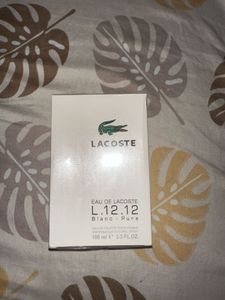 LACOSTE
EAU DE LACOSTE
L.12.12
Blanc - Pure
100 ml ℮ 3.3 FL.OZ.